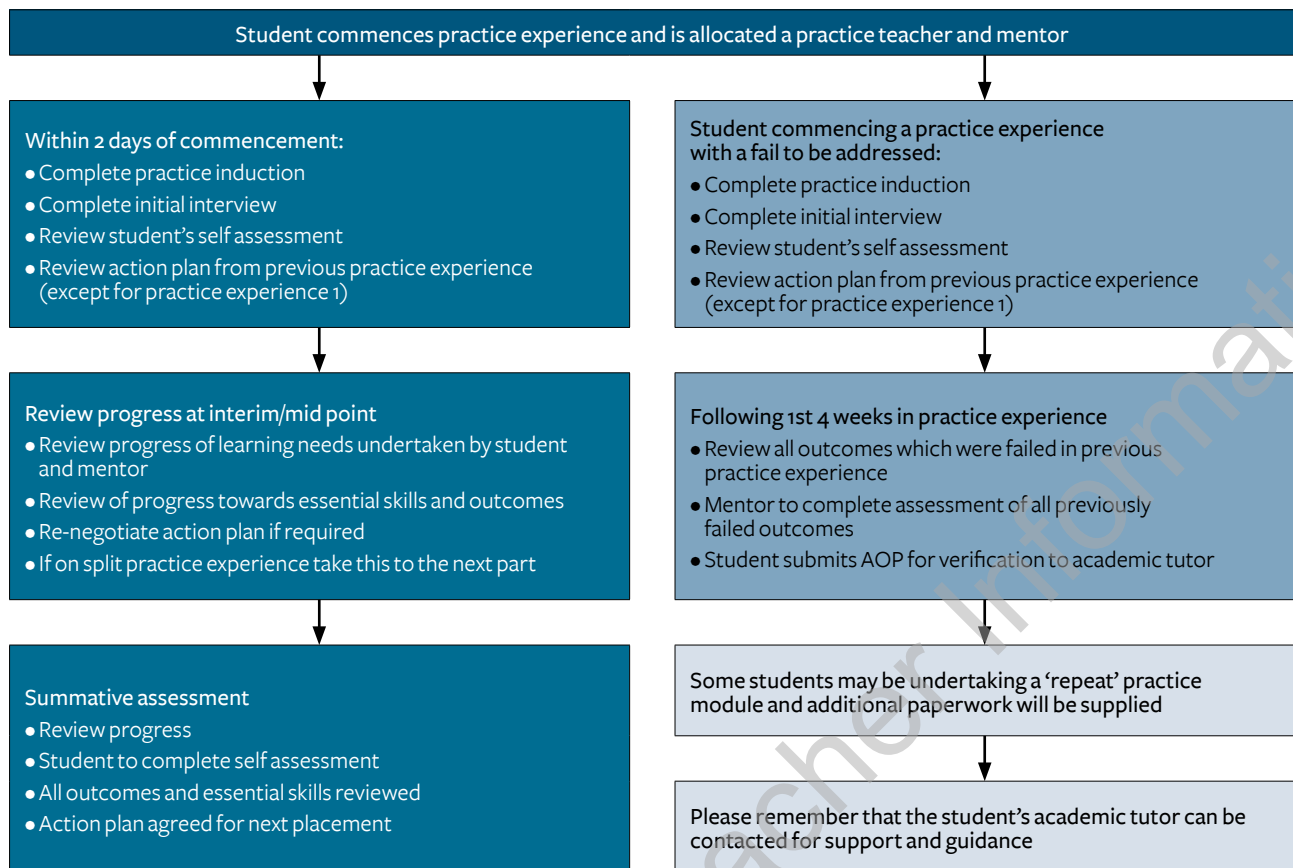 Student commences practice experience and is allocated a practice teacher and mentor
Within 2 days of commencement:
• Complete practice induction
• Complete initial interview
• Review student's self assessment
• Review action plan from previous practice experience
(except for practice experience 1)
Review progress at interim/mid point
• Review progress of learning needs undertaken by student
and mentor
• Review of progress towards essential skills and outcomes
• Re-negotiate action plan if required
• If on split practice experience take this to the next part
Summative assessment
• Review progress
• Student to complete self assessment
• All outcomes and essential skills reviewed
• Action plan agreed for next placement
Student commencing a practice experience
with a fail to be addressed:
• Complete practice induction
• Complete initial interview
• Review student's self assessment
• Review action plan from previous practice experience
(except for practice experience 1)
Following 1st 4 weeks in practice experience
• Review all outcomes which were failed in previous
practice experience
• Mentor to complete assessment of all previously
failed outcomes
• Student submits AOP for verification to academic tutor
Some students may be undertaking a 'repeat' practice
module and additional paperwork will be supplied
Please remember that the student's academic tutor can be
contacted for support and guidance
acher Informati